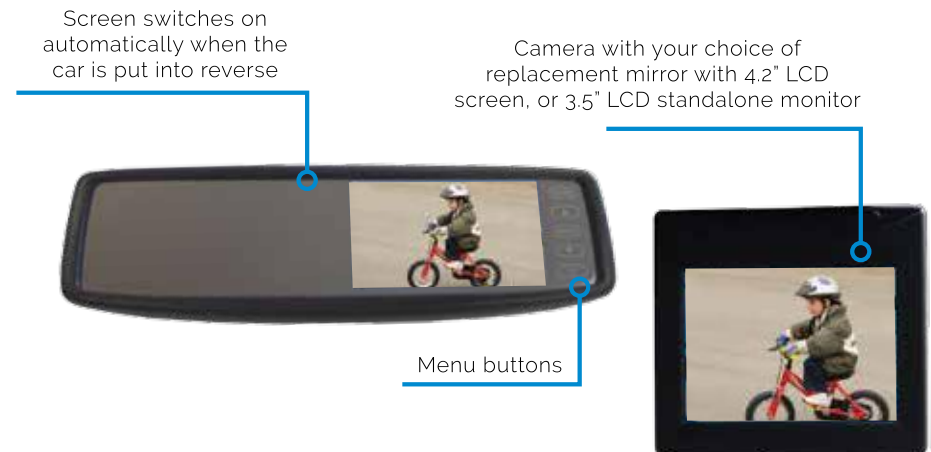 Screen switches on
automatically when the
car is put into reverse
Camera with your choice of
replacement mirror with 4.2” LCD
screen, or 3.5” LCD standalone monitor
Menu buttons